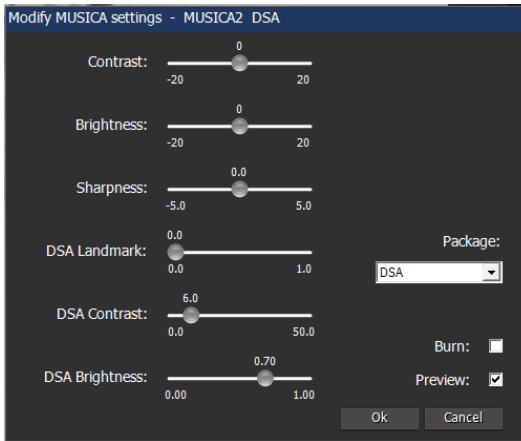 Modify MUSICA settings - MUSICA2 DSA
0
Contrast:
-20 20
0
Brightness:
-20 20
0.0
Sharpness:
-5.0 5.0
0.0
DSA Landmark:
0.0 1.0
Package:
DSA
6.0
DSA Contrast:
0.0 50.0
Burn:
0.70
DSA Brightness:
0.00 1.00
Preview:
Ok Cancel